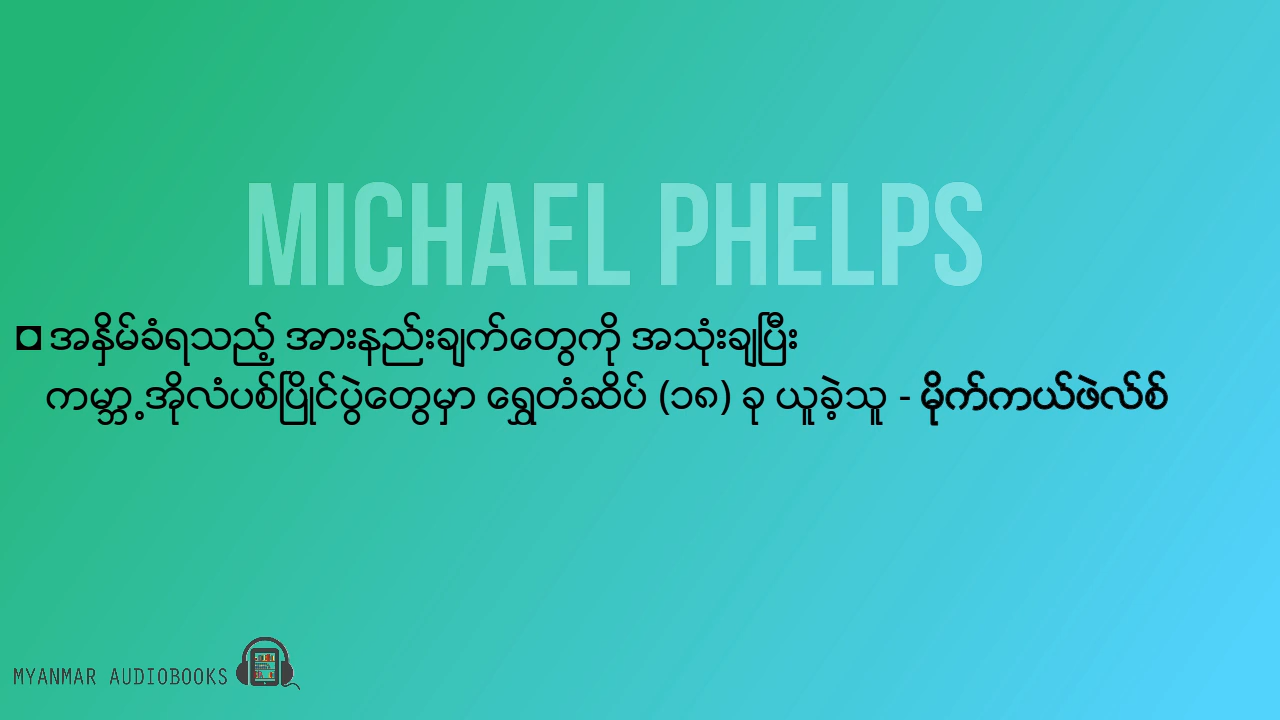 MICHAEL PHELPS
◘ အနှိမ်ခံရသည့် အားနည်းချက်တွေကို အသုံးချပြီး
ကမ္ဘာ့အိုလံပစ်ပြိုင်ပွဲတွေမှာ ရွှေတံဆိပ် (၁၈) ခု ယူခဲ့သူ - မိုက်ကယ်ဖဲလ်စ်
MYANMAR AUDIOBOOKS